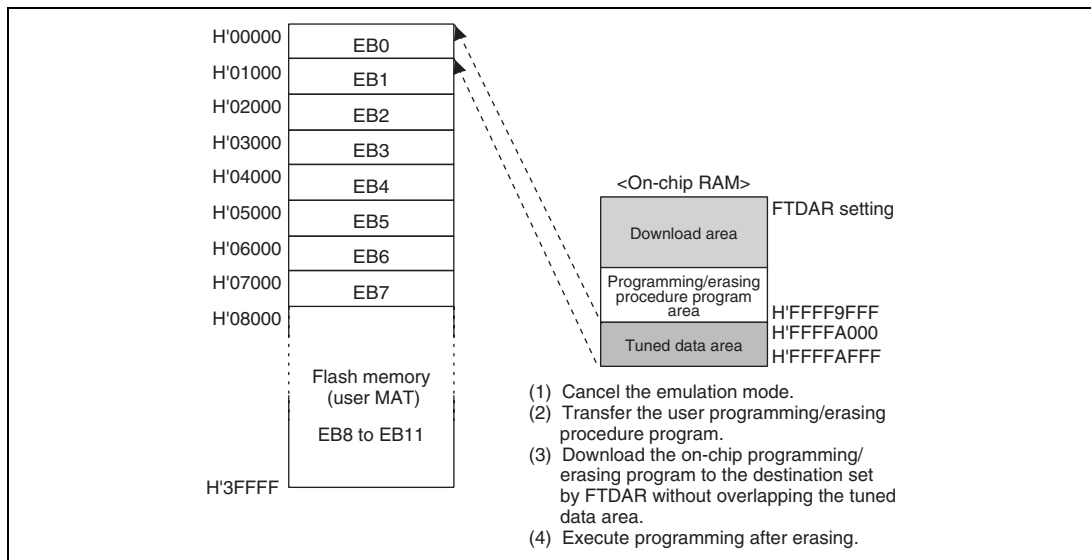 H'00000
EB0
H'01000
EB1
H'02000
EB2
H'03000
EB3
H'04000
EB4
H'05000
EB5
H'06000
EB6
H'07000
EB7
H'08000
Flash memory
(user MAT)
EB8 to EB11
H'3FFFF
<On-chip RAM>
FTDAR setting
Download area
Programming/erasing
procedure program
area
H'FFFF9FFF
H'FFFFA000
Tuned data area
H'FFFFAFFF
(1) Cancel the emulation mode.
(2) Transfer the user programming/erasing
procedure program.
(3) Download the on-chip programming/
erasing program to the destination set
by FTDAR without overlapping the tuned
data area.
(4) Execute programming after erasing.